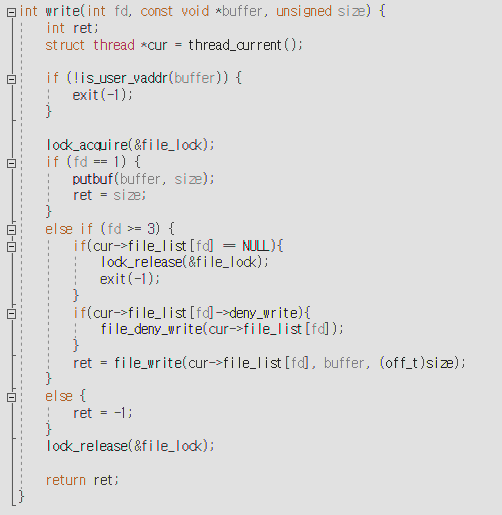 int write(int fd, const void *buffer, unsigned size) {
    int ret;
    struct thread *cur = thread_current();

    if (!is_user_vaddr(buffer)) {
        exit(-1);
    }

    lock_acquire(&file_lock);
    if (fd == 1) {
        putbuf(buffer, size);
        ret = size;
    }
    else if (fd >= 3) {
        if(cur->file_list[fd] == NULL){
            lock_release(&file_lock);
            exit(-1);
        }
        if(cur->file_list[fd]->deny_write){
            file_deny_write(cur->file_list[fd]);
        }
        ret = file_write(cur->file_list[fd], buffer, (off_t)size);
    }
    else {
        ret = -1;
    }
    lock_release(&file_lock);

    return ret;
}